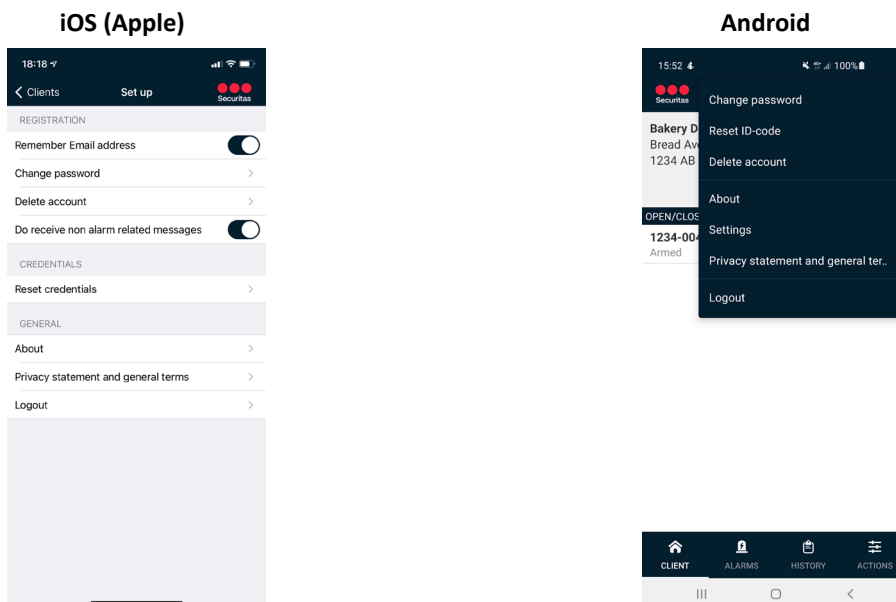 iOS (Apple)
18:18
Clients
Set up
Securitas
REGISTRATION
Remember Email address
Change password
Delete account
Do receive non alarm related messages
CREDENTIALS
Reset credentials
GENERAL
About
Privacy statement and general terms
Logout
Android
15:52
100%
Securitas
Bakery D
Bread Av
1234 AB
OPEN/CLOS
1234-004
Armed
Change password
Reset ID-code
Delete account
About
Settings
Privacy statement and general ter..
Logout
CLIENT
ALARMS
HISTORY
ACTIONS